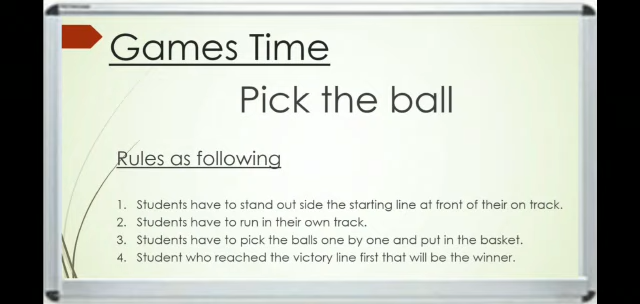 Games Time
Pick the ball
Rules as following
1. Students have to stand out side the starting line at front of their on track.
2. Students have to run in their own track.
3. Students have to pick the balls one by one and put in the basket.
4. Student who reached the victory line first that will be the winner.